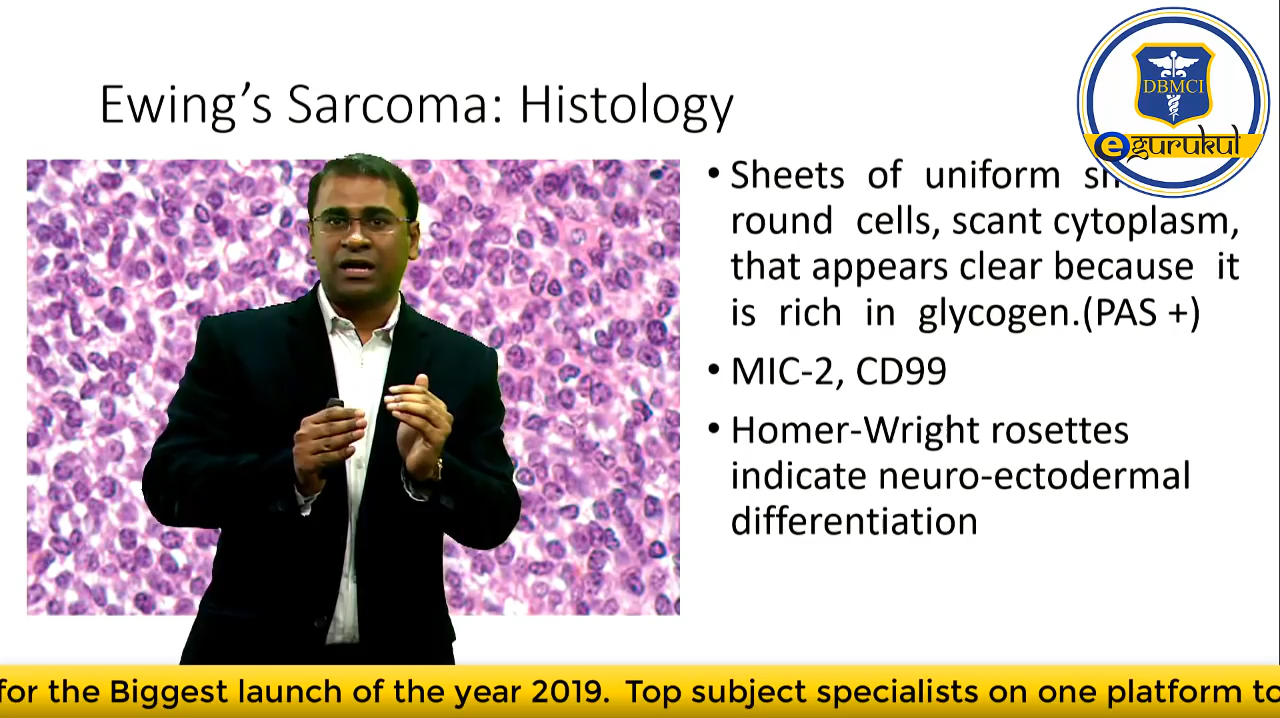 DBMCI
egurukul
Ewing’s Sarcoma: Histology
• Sheets of uniform
round cells, scant cytoplasm,
that appears clear because it
is rich in glycogen.(PAS +)
• MIC-2, CD99
• Homer-Wright rosettes
indicate neuro-ectodermal
differentiation
for the Biggest launch of the year 2019. Top subject specialists on one platform to